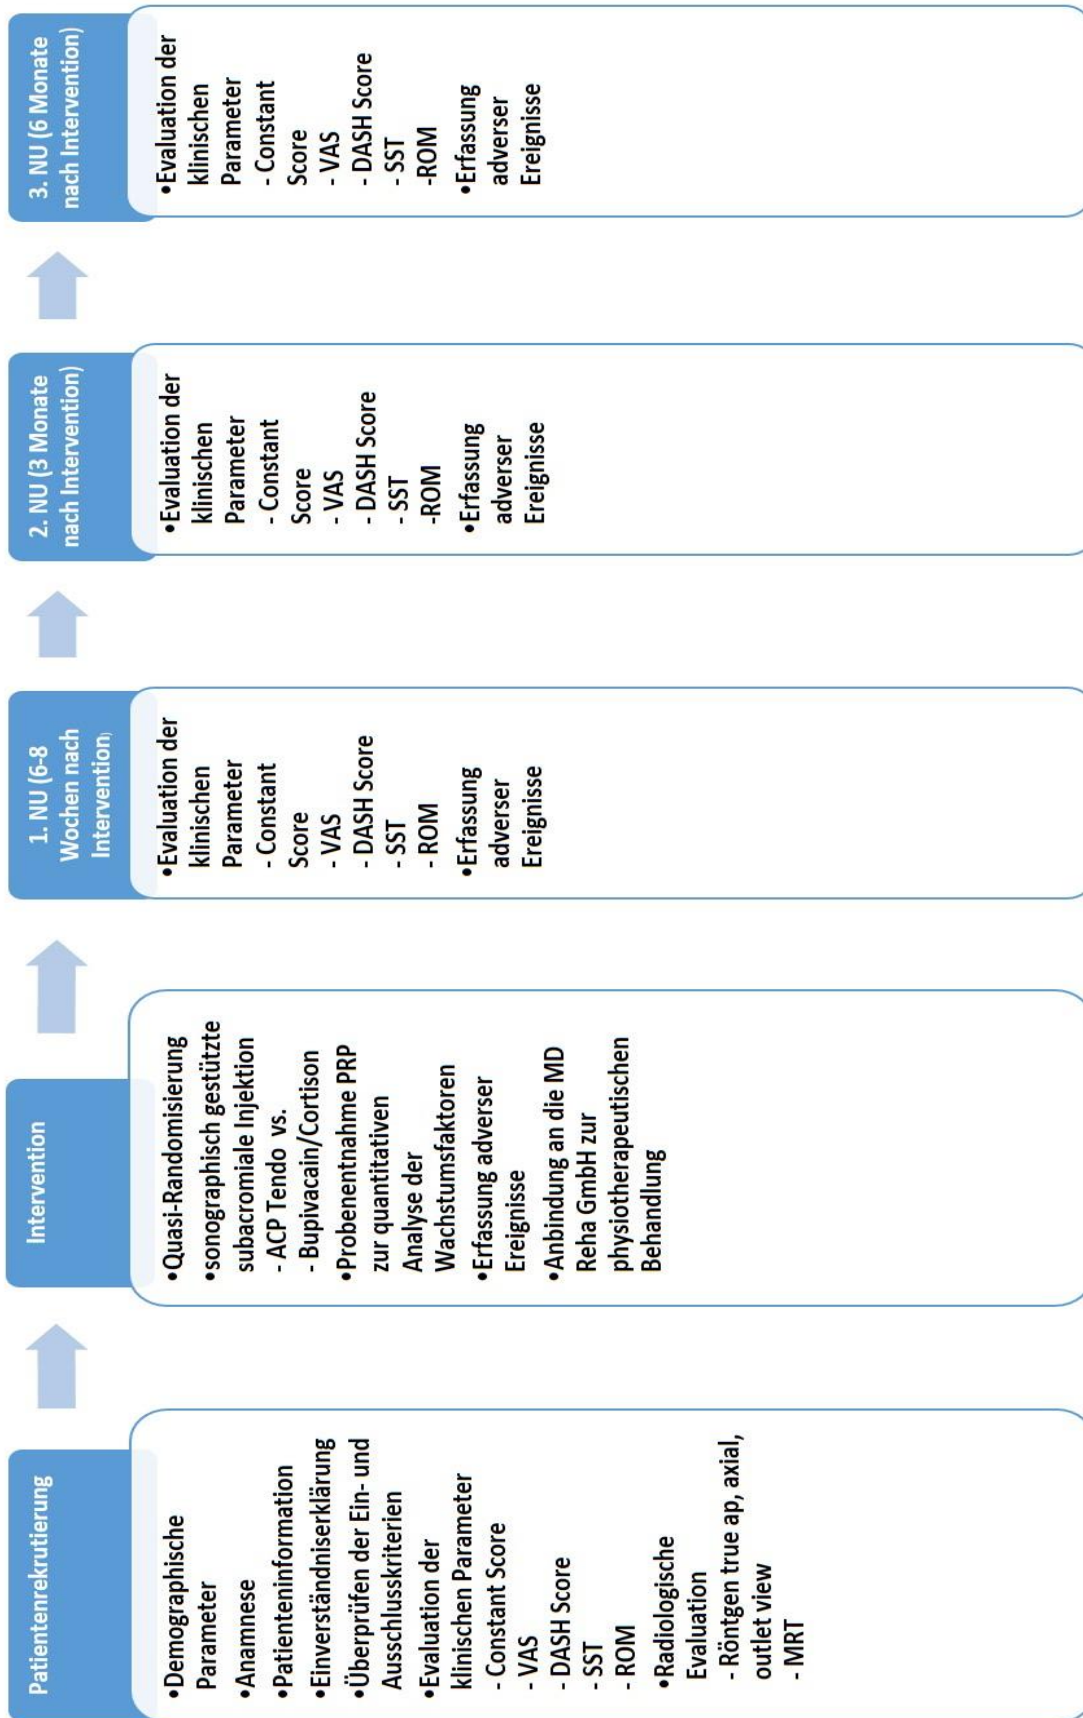 Patientenrekrutierung
•Demographische
Parameter
•Anamnese
•Patienteninformation
•Einverständniserklärung
•Überprüfen der Ein- und
Ausschlusskriterien
•Evaluation der
klinischen Parameter
- Constant Score
- VAS
- DASH Score
- SST
- ROM
•Radiologische
Evaluation
- Röntgen true ap, axial,
outlet view
- MRT
Intervention
•Quasi-Randomisierung
•sonographisch gestützte
subacromiale Injektion
- ACP Tendo vs.
- Bupivacain/Cortison
•Probenentnahme PRP
zur quantitativen
Analyse der
Wachstumsfaktoren
•Erfassung adverser
Ereignisse
•Anbindung an die MD
Reha GmbH zur
physiotherapeutischen
Behandlung
1. NU (6-8
Wochen nach
Intervention)
•Evaluation der
klinischen
Parameter
- Constant
Score
- VAS
- DASH Score
- SST
- ROM
•Erfassung
adverser
Ereignisse
2. NU (3 Monate
nach Intervention)
•Evaluation der
klinischen
Parameter
- Constant
Score
- VAS
- DASH Score
- SST
-ROM
•Erfassung
adverser
Ereignisse
3. NU (6 Monate
nach Intervention)
•Evaluation der
klinischen
Parameter
- Constant
Score
- VAS
- DASH Score
- SST
-ROM
•Erfassung
adverser
Ereignisse